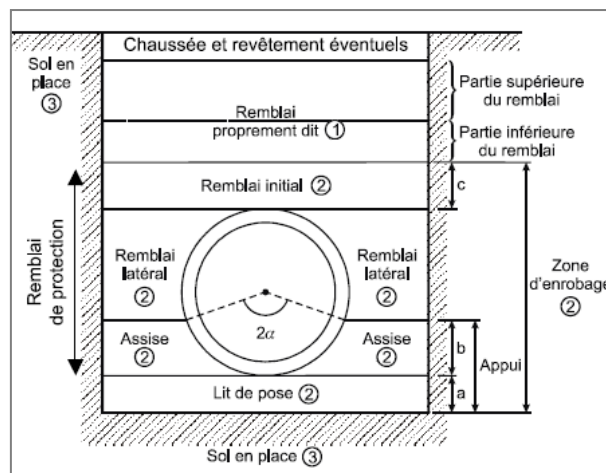 Chaussée et revêtement éventuels
Sol en
place
③
Partie supérieure
du remblai
Remblai
proprement dit ①
Partie inférieure
du remblai
Remblai initial ②
c
Remblai
de protection
Remblai
latéral
②
Remblai
latéral
②
Zone
d'enrobage
②
2α
Assise
②
Assise
②
b
Appui
Lit de pose ②
a
Sol en place ③